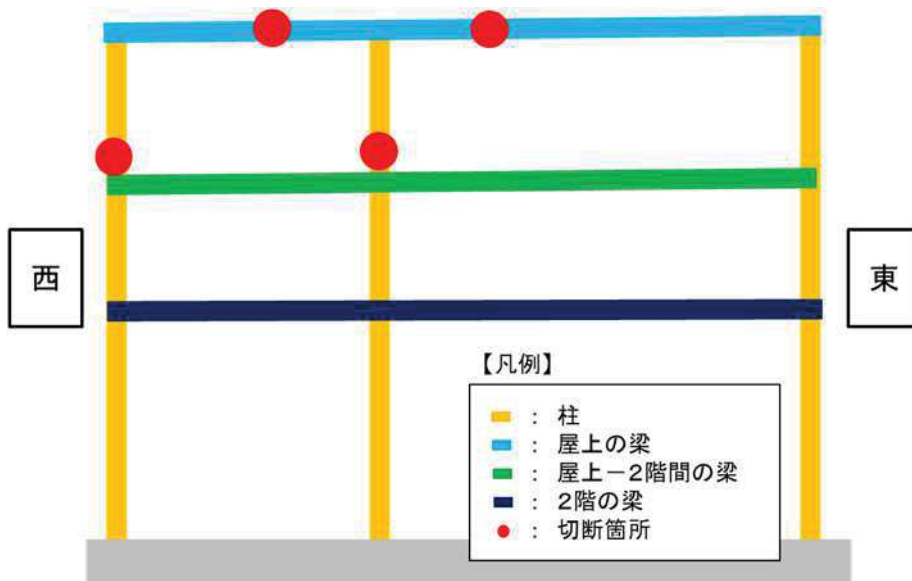 西
東
【凡例】
： 柱
： 屋上の梁
： 屋上－2階間の梁
： 2階の梁
： 切断箇所